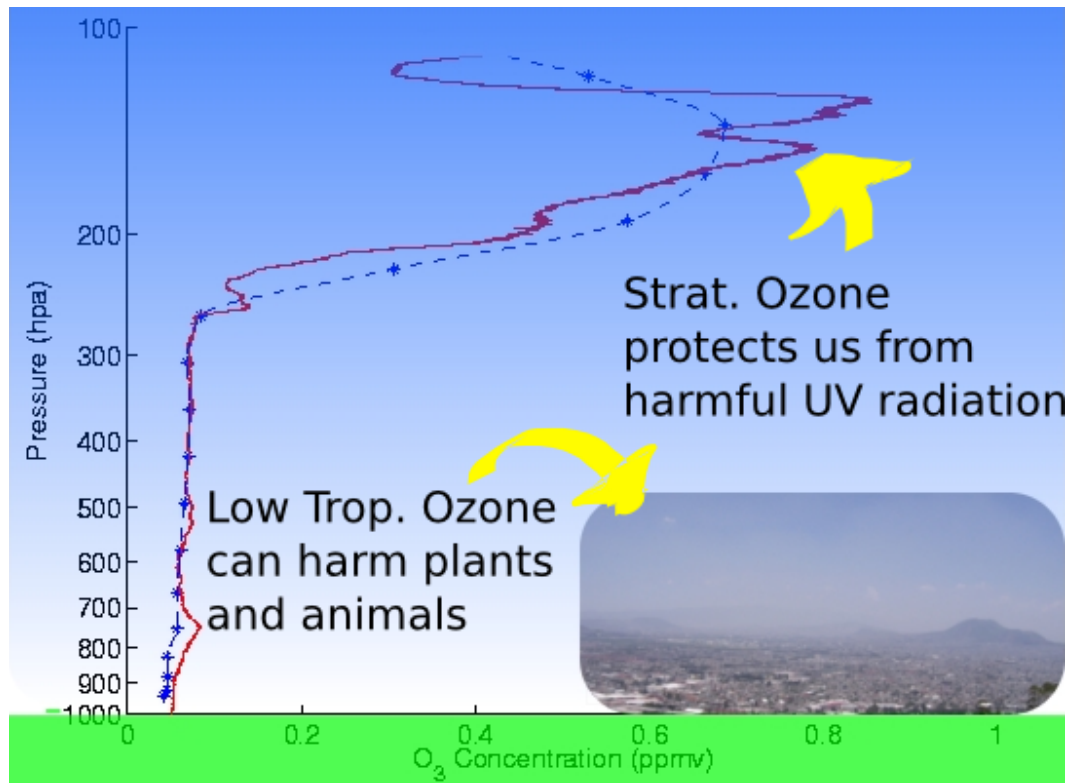 100
200
300
400
500
600
700
800
900
1000
Pressure (hpa)
Strat. Ozone
protects us from
harmful UV radiation
Low Trop. Ozone
can harm plants
and animals
0 0.2 0.4 0.6 0.8 1
O3 Concentration (ppmv)